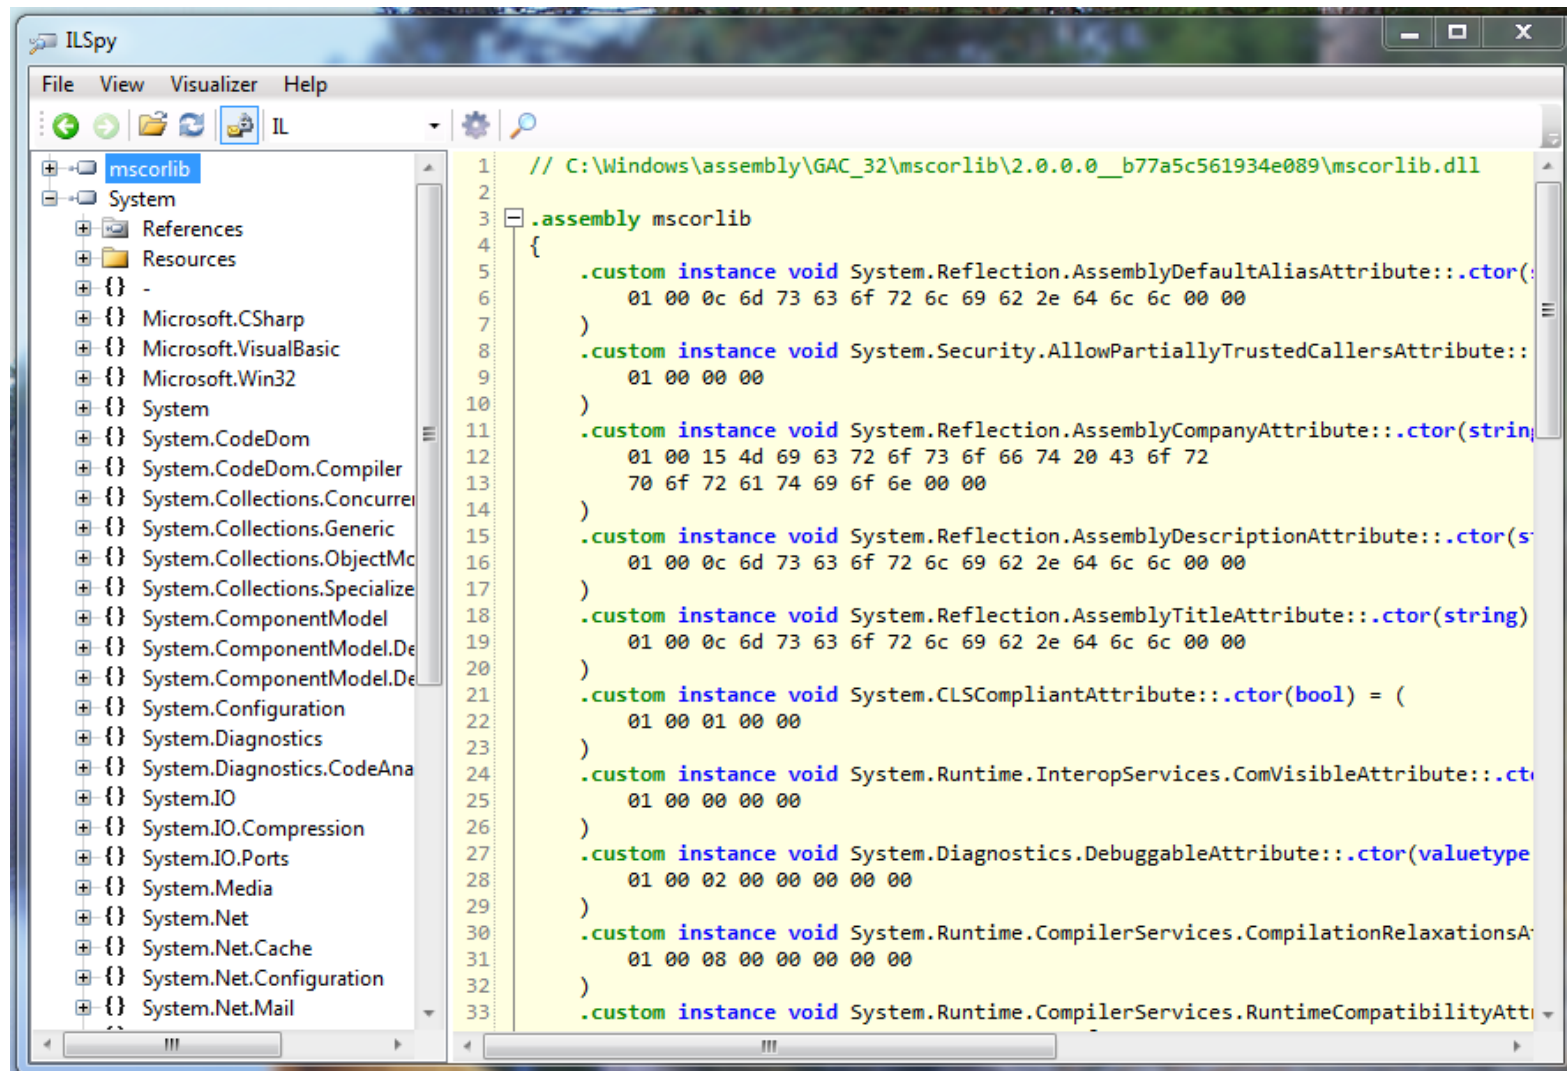 ILSpy
File View Visualizer Help
IL
mscorlib
System
References
Resources
{} -
{} Microsoft.CSharp
{} Microsoft.VisualBasic
{} Microsoft.Win32
{} System
{} System.CodeDom
{} System.CodeDom.Compiler
{} System.Collections.Concurre
{} System.Collections.Generic
{} System.Collections.ObjectMo
{} System.Collections.Specialize
{} System.ComponentModel
{} System.ComponentModel.De
{} System.ComponentModel.De
{} System.Configuration
{} System.Diagnostics
{} System.Diagnostics.CodeAna
{} System.IO
{} System.IO.Compression
{} System.IO.Ports
{} System.Media
{} System.Net
{} System.Net.Cache
{} System.Net.Configuration
{} System.Net.Mail
1 // C:\Windows\assembly\GAC_32\mscorlib\2.0.0.0__b77a5c561934e089\mscorlib.dll
2
3 .assembly mscorlib
4 {
5 .custom instance void System.Reflection.AssemblyDefaultAliasAttribute::.ctor(
6 01 00 0c 6d 73 63 6f 72 6c 69 62 2e 64 6c 6c 00 00
7 )
8 .custom instance void System.Security.AllowPartiallyTrustedCallersAttribute::
9 01 00 00 00
10 )
11 .custom instance void System.Reflection.AssemblyCompanyAttribute::.ctor(string
12 01 00 15 4d 69 63 72 6f 73 6f 66 74 20 43 6f 72
13 70 6f 72 61 74 69 6f 6e 00 00
14 )
15 .custom instance void System.Reflection.AssemblyDescriptionAttribute::.ctor(s
16 01 00 0c 6d 73 63 6f 72 6c 69 62 2e 64 6c 6c 00 00
17 )
18 .custom instance void System.Reflection.AssemblyTitleAttribute::.ctor(string)
19 01 00 0c 6d 73 63 6f 72 6c 69 62 2e 64 6c 6c 00 00
20 )
21 .custom instance void System.CLSCompliantAttribute::.ctor(bool) = (
22 01 00 01 00 00
23 )
24 .custom instance void System.Runtime.InteropServices.ComVisibleAttribute::.cto
25 01 00 00 00 00
26 )
27 .custom instance void System.Diagnostics.DebuggableAttribute::.ctor(valuetype
28 01 00 02 00 00 00 00 00
29 )
30 .custom instance void System.Runtime.CompilerServices.CompilationRelaxationsA
31 01 00 08 00 00 00 00 00
32 )
33 .custom instance void System.Runtime.CompilerServices.RuntimeCompatibilityAtt